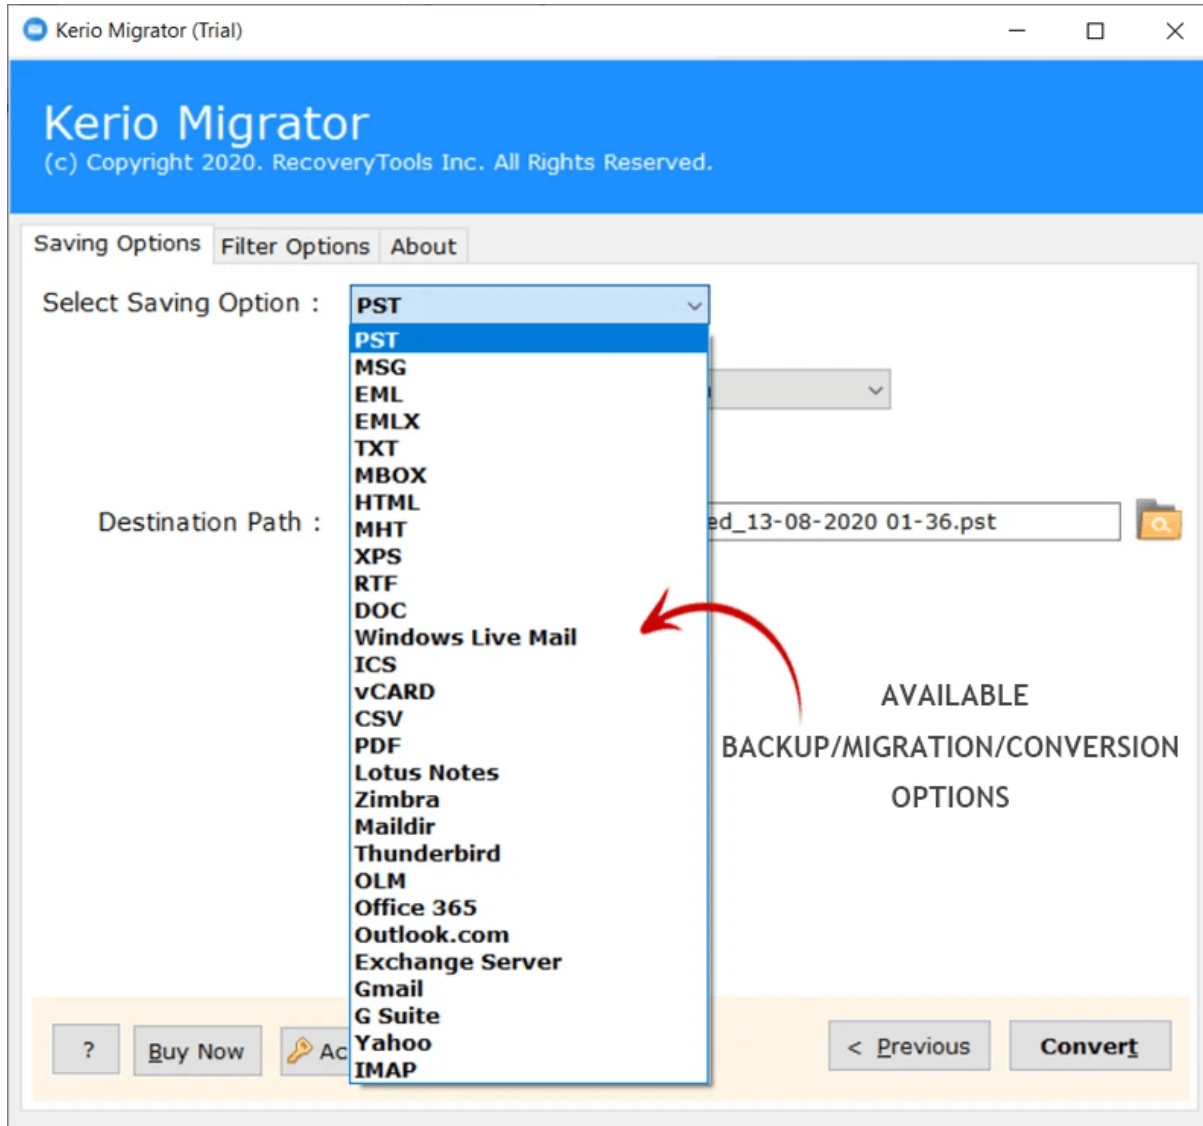 Kerio Migrator (Trial)
Kerio Migrator
(c) Copyright 2020. RecoveryTools Inc. All Rights Reserved.
Saving Options Filter Options About
Select Saving Option : PST
PST
MSG
EML
EMLX
TXT
MBOX
HTML
MHT
XPS
RTF
DOC
Windows Live Mail
ICS
vCARD
CSV
PDF
Lotus Notes
Zimbra
Maildir
Thunderbird
OLM
Office 365
Outlook.com
Exchange Server
Gmail
G Suite
Yahoo
IMAP
Destination Path : ed_13-08-2020 01-36.pst
AVAILABLE
BACKUP/MIGRATION/CONVERSION
OPTIONS
? Buy Now Ac < Previous Convert